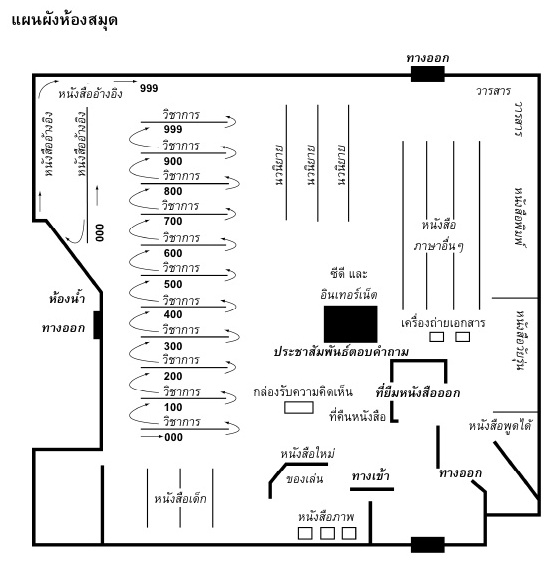 แผนผังห้องสมุด
ทางออก
วารสาร
วารสาร
หนังสืออ้างอิง
999
หนังสืออ้างอิง
หนังสืออ้างอิง
000
วิชาการ
999
วิชาการ
900
วิชาการ
800
วิชาการ
700
วิชาการ
600
วิชาการ
500
วิชาการ
400
วิชาการ
300
วิชาการ
200
วิชาการ
100
วิชาการ
000
นวนิยาย
นวนิยาย
นวนิยาย
หนังสือ
ภาษาอื่นๆ
หนังสือพิมพ์
ซีดี และ
อินเทอร์เน็ต
ห้องน้ำ
ทางออก
เครื่องถ่ายเอกสาร
หนังสือวัยรุ่น
ประชาสัมพันธ์ตอบคำถาม
กล่องรับความคิดเห็น
ที่ยืมหนังสือออก
ที่คืนหนังสือ
หนังสือพูดได้
หนังสือใหม่
ของเล่น
ทางเข้า
ทางออก
หนังสือเด็ก
หนังสือภาพ